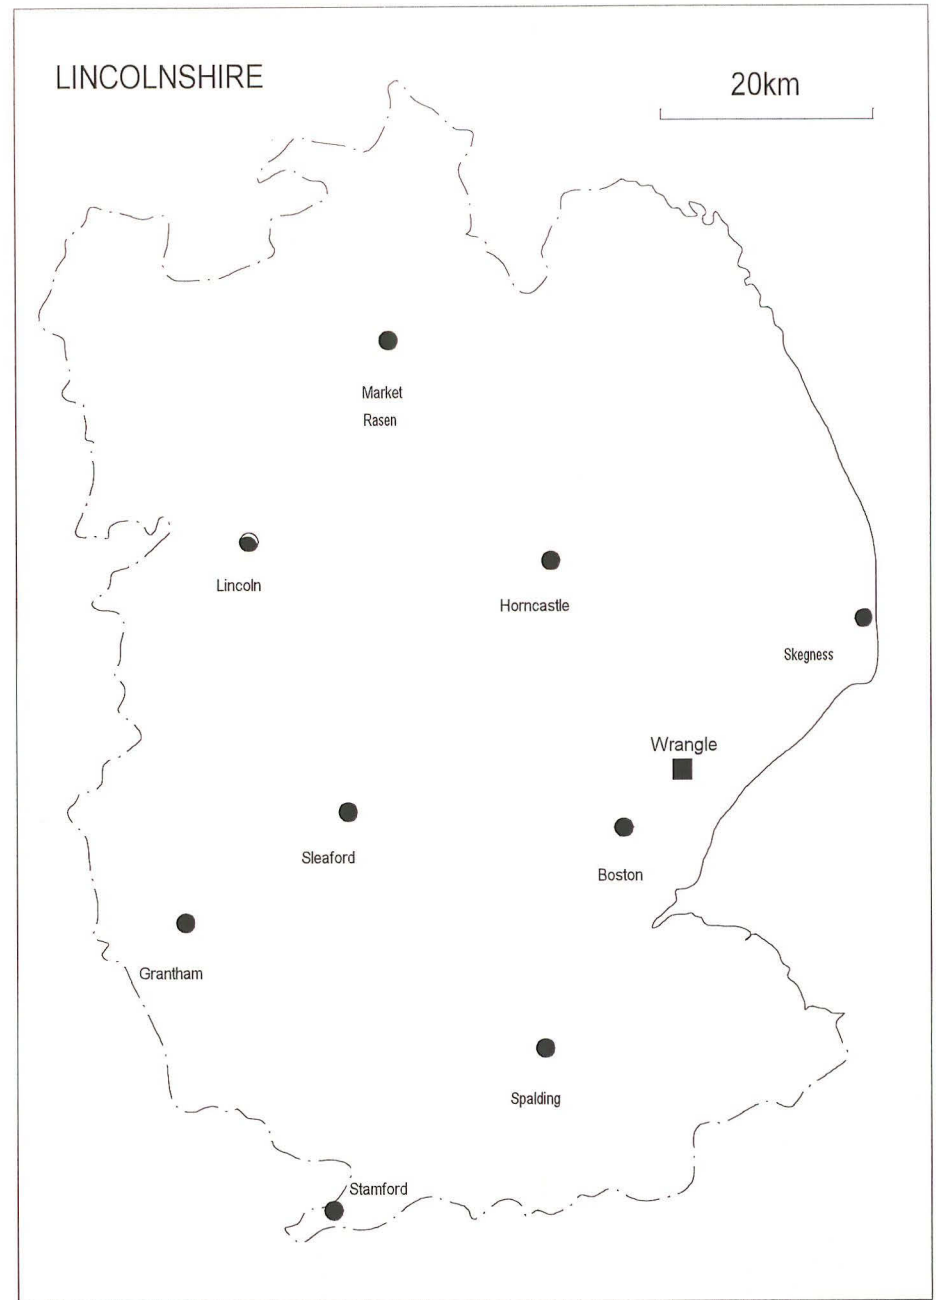 LINCOLNSHIRE
20km
Market
Rasen
Lincoln
Horncastle
Skegness
Wrangle
Sleaford
Boston
Grantham
Spalding
Stamford